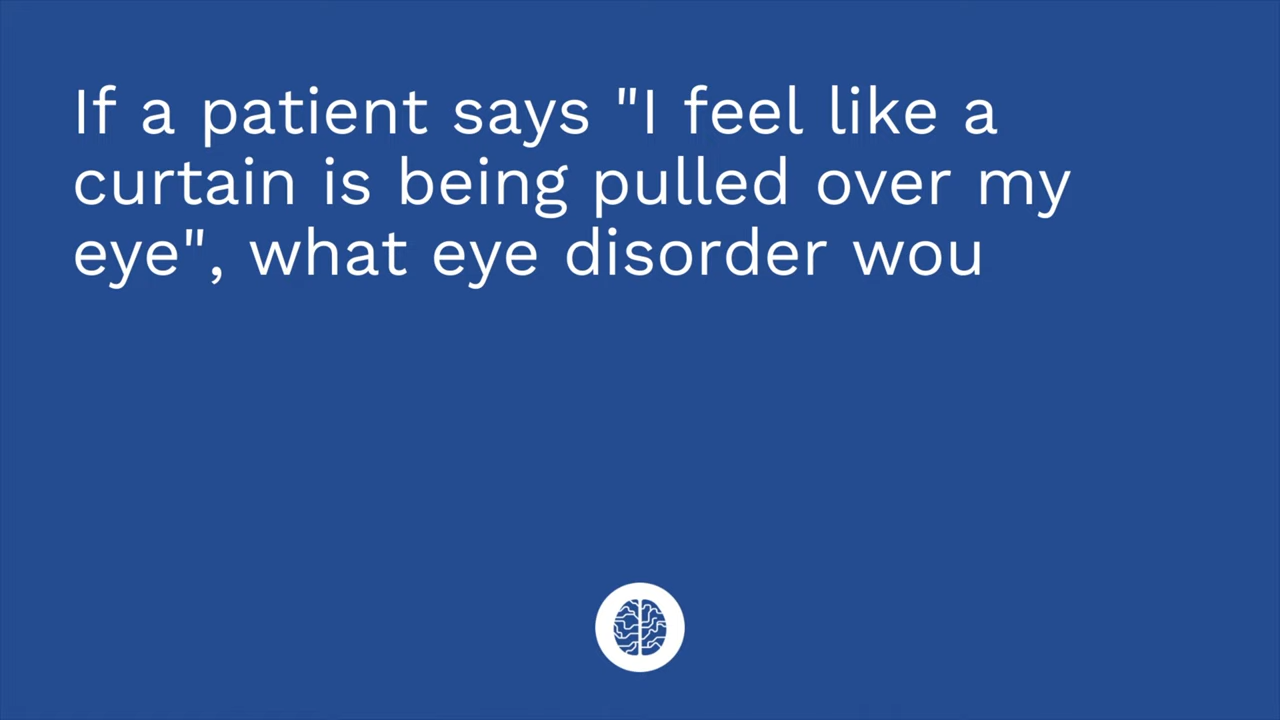 If a patient says "I feel like a
curtain is being pulled over my
eye", what eye disorder wou